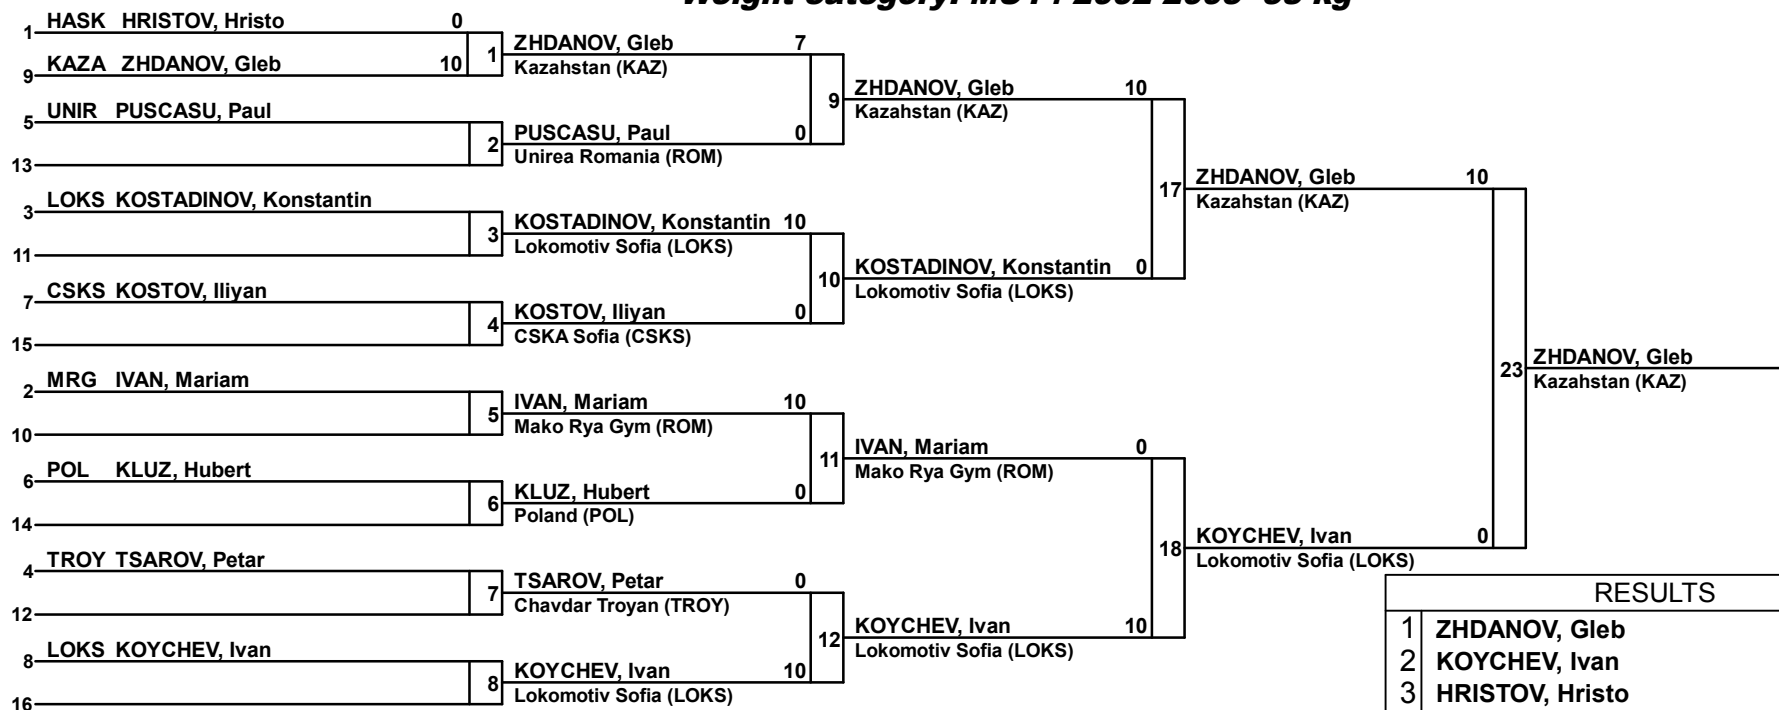 1 HASK HRISTOV, Hristo 0
9 KAZA ZHDANOV, Gleb 10
1
ZHDANOV, Gleb 7
Kazahstan (KAZ)
5 UNIR PUSCASU, Paul
13
2
PUSCASU, Paul 0
Unirea Romania (ROM)
9
ZHDANOV, Gleb 10
Kazahstan (KAZ)
3 LOKS KOSTADINOV, Konstantin
11
3
KOSTADINOV, Konstantin 10
Lokomotiv Sofia (LOKS)
7 CSKS KOSTOV, Iliyan
15
4
KOSTOV, Iliyan 0
CSKA Sofia (CSKS)
10
KOSTADINOV, Konstantin 0
Lokomotiv Sofia (LOKS)
17
ZHDANOV, Gleb 10
Kazahstan (KAZ)
2 MRG IVAN, Mariam
10
5
IVAN, Mariam 10
Mako Rya Gym (ROM)
6 POL KLUZ, Hubert
14
6
KLUZ, Hubert 0
Poland (POL)
11
IVAN, Mariam 0
Mako Rya Gym (ROM)
4 TROY TSAROV, Petar
12
7
TSAROV, Petar 0
Chavdar Troyan (TROY)
8 LOKS KOYCHEV, Ivan
16
8
KOYCHEV, Ivan 10
Lokomotiv Sofia (LOKS)
12
KOYCHEV, Ivan 10
Lokomotiv Sofia (LOKS)
18
KOYCHEV, Ivan 0
Lokomotiv Sofia (LOKS)
23
ZHDANOV, Gleb
Kazahstan (KAZ)
RESULTS
1 ZHDANOV, Gleb
2 KOYCHEV, Ivan
3 HRISTOV, Hristo